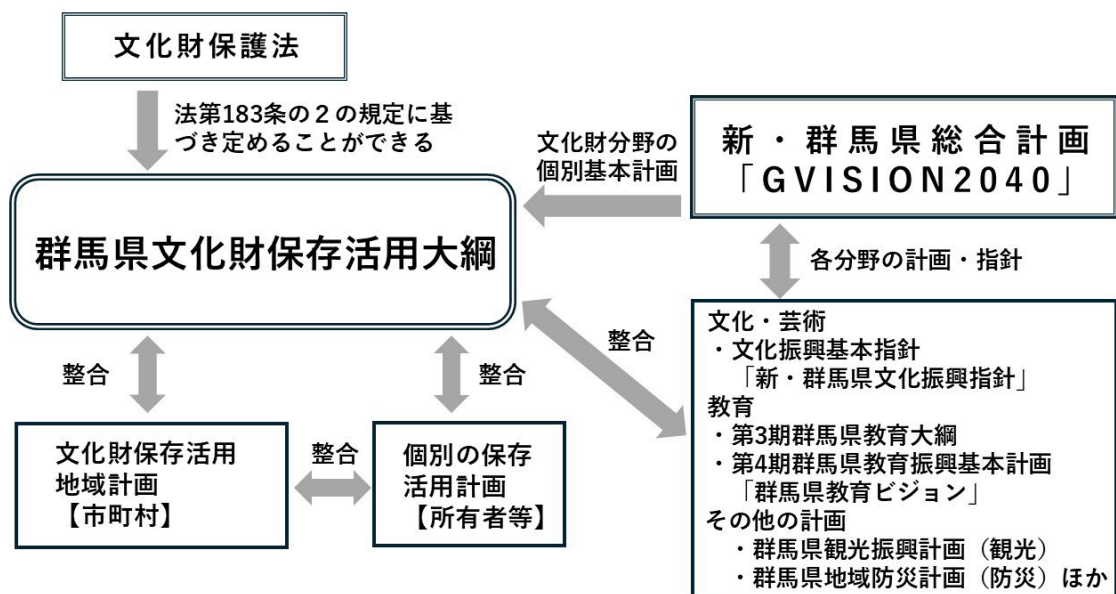 文化財保護法
法第183条の２の規定に基
づき定めることができる
文化財分野の
個別基本計画
新・群馬県総合計画
「GVISION2040」
群馬県文化財保存活用大綱
各分野の計画・指針
整合
整合
整合
文化・芸術
・文化振興基本指針
「新・群馬県文化振興指針」
教育
・第3期群馬県教育大綱
・第4期群馬県教育振興基本計画
「群馬県教育ビジョン」
その他の計画
・群馬県観光振興計画（観光）
・群馬県地域防災計画（防災）ほか
文化財保存活用
地域計画
【市町村】
整合
個別の保存
活用計画
【所有者等】